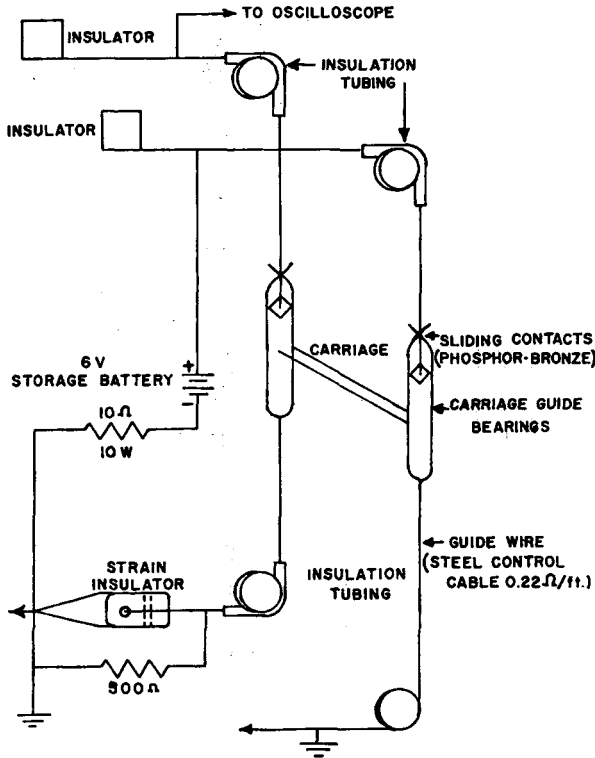 TO OSCILLOSCOPE
INSULATOR
INSULATION
TUBING
INSULATOR
SLIDING CONTACTS
(PHOSPHOR-BRONZE)
CARRIAGE
6V
STORAGE BATTERY
+
-
CARRIAGE GUIDE
BEARINGS
10Ω
10W
GUIDE WIRE
(STEEL CONTROL
CABLE 0.22Ω/ft.)
STRAIN
INSULATOR
INSULATION
TUBING
500Ω